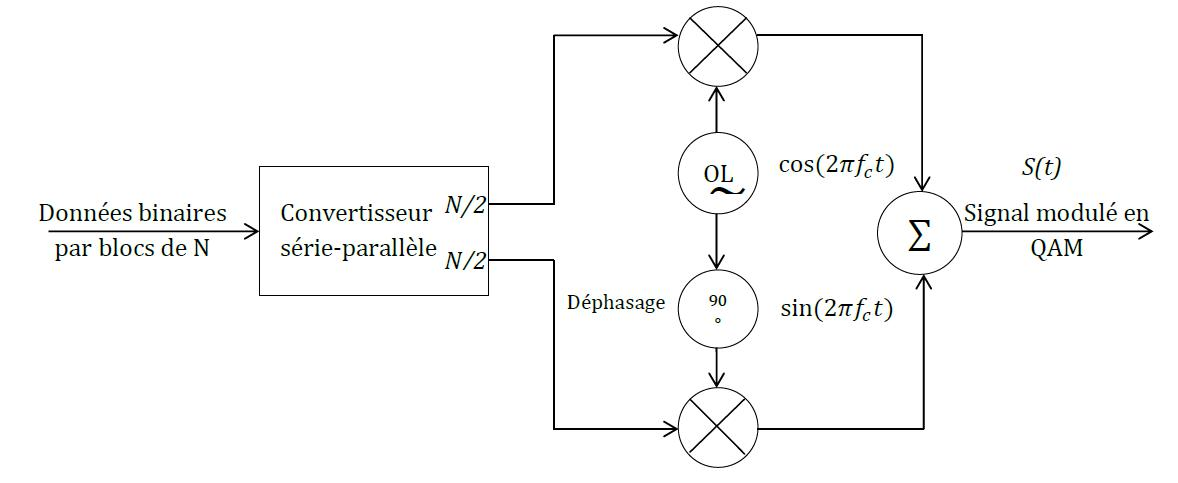 Données binaires
par blocs de N
Convertisseur
série-parallèle
N/2
N/2
OL
cos(2πf_c t)
Déphasage
90
°
sin(2πf_c t)
Σ
S(t)
Signal modulé en
QAM